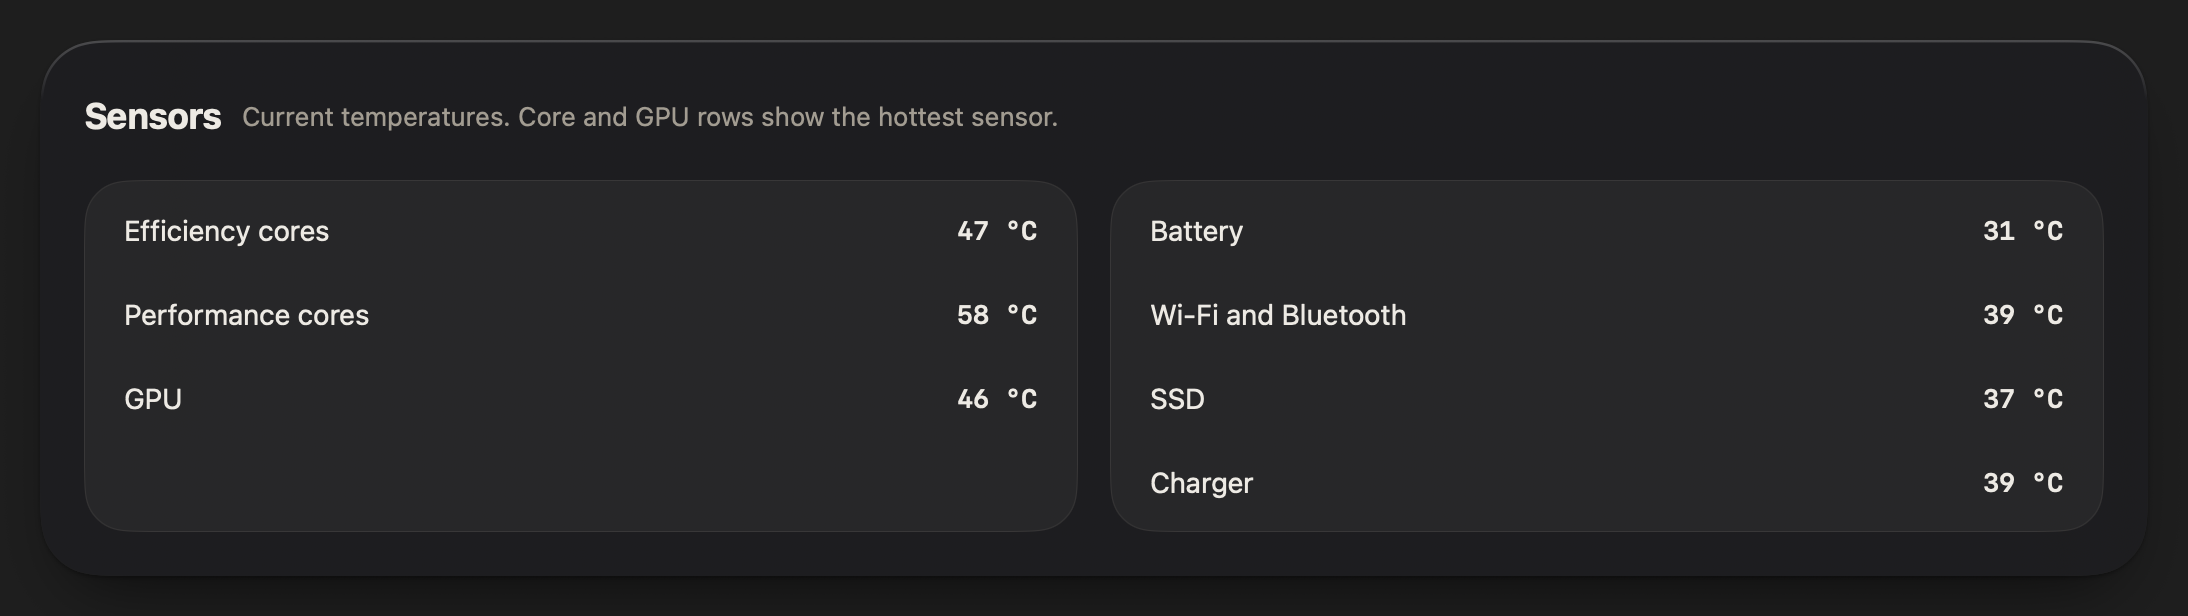 Sensors Current temperatures. Core and GPU rows show the hottest sensor.
Efficiency cores 47 °C
Performance cores 58 °C
GPU 46 °C
Battery 31 °C
Wi-Fi and Bluetooth 39 °C
SSD 37 °C
Charger 39 °C